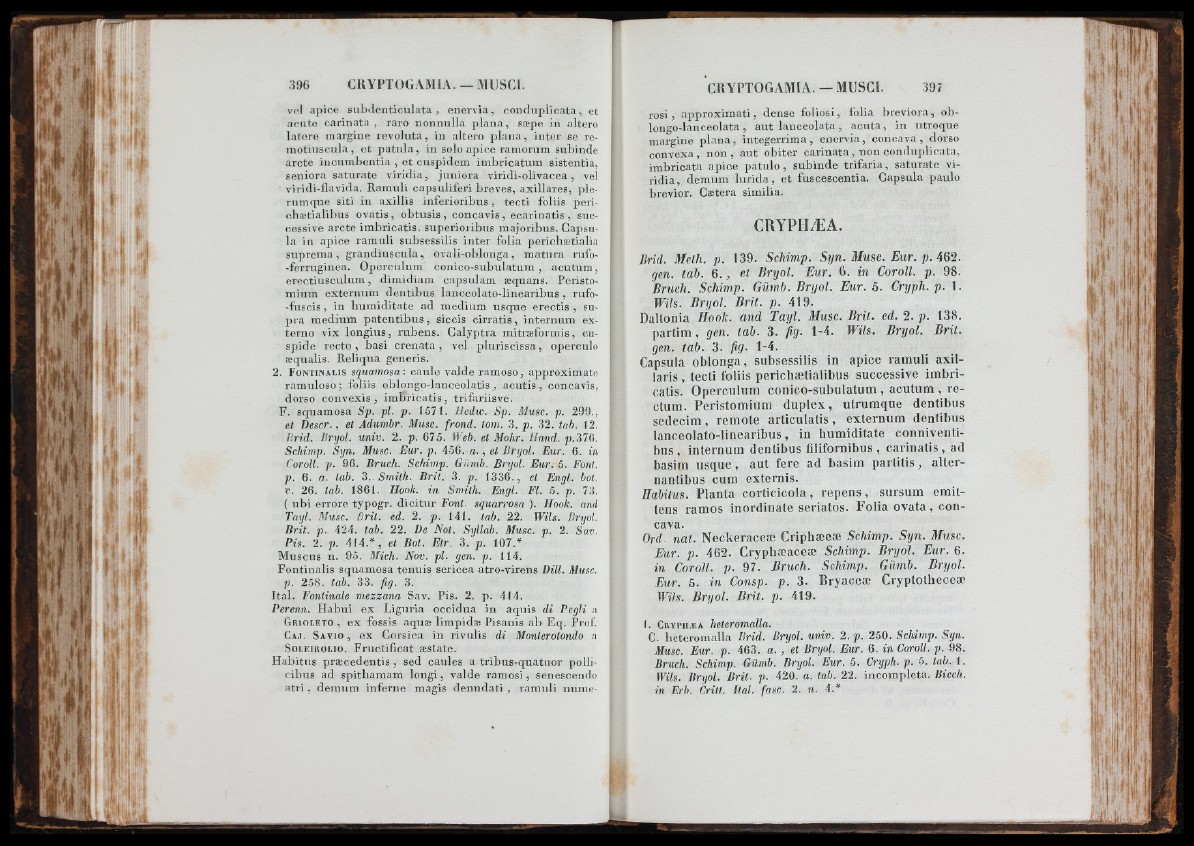 396 CRYPTOGAMIA. — MUSCI.
vel apice subdenticulata, enervia, conduplicata, et
acute carinata, raro nonnulla plana, sæpe in altero
latere margine revoluta, in altero plana, inter se re-
motiuscula, et patula, in solo apice ramorum subinde
arcte incumbentia, et cuspidem imbricatum sistentia,
seniora saturate viridia, juniora viridi-olivacea, vel
viridi-flavida. Ramuli capsuliferi breves, axillares, ple-
rumque siti in axillis inferioribus, tecti foliis peri-
chætialibus ovatis, obtusis, concavis, ecarinatis, suc-
cessive arcte imbricatis, superioribus majoribus. Capsu-
la in apice ramuli subsessilis inter folia perichætialia
suprema, grandiuscula, ovali-oblonga, matura rufo-
-ferruginea. Operculum conico-subulatum, acutum,
erectiusculum, dimidiam capsulam æquans. Peristo-
mium externum dentibus lanceolato-linearibus, rufo-
-fuscis, in humiditate ad medium usque erectis, su-
pra medium patentibus, siccis cirratis, internum ex-
terno vix longius, rubens. Calyptra mitræformis, cu-
spide recto, basi crenata, vel pluriscissa, operculo
æqualis. Reliqua generis.
2. FONTINALIS squamosa: caule valde ramoso, approximate
ramuloso; foliis oblongo-lanceolatis, acutis, concavis,
dorso convexis, imbricatis, trifariisve.
F. squamosa Sp. pl. p. 1571. Hedw. Sp. Musc. p. 299.,
et Descr., et Adumbr. Musc. frond. tom. 3. p. 32. tab. 12.
Brid. Bryol. univ. 2. p. 675. Web. et Mohr. Hand. p. 376.
Schimp. Syn. Musc. Eur. p. 456. a., et Bryol. Eur. 6. in
Coroll. p. 96. Bruch. Schimp. Gümb. Bryol. Eur. 5. Font.
p. 6. a. tab. 3. Smith. Brit. 3. p. 1336., et Engl. bot.
v. 26. tab. 1861. Hook. in Smith. Engl. Fl. 5. p. 73.
(ubi errore typogr. dicitur Font. squarrosa). Hook. and
Tayl. Musc. Brit. ed. 2. p. 141. tab. 22. Wils. Bryol.
Brit. p. 424. tab. 22. De Not. Syllab. Musc. p. 2. Sav.
Pis. 2. p. 414.*, et Bot. Etr. 3. p. 107.*
Muscus n. 95. Mich. Nov. pl. gen. p. 114.
Fontinalis squamosa tenuis sericea atro-virens Dill. Musc.
p. 258. tab. 33. fig. 3.
Ital. Fontinale mezzana Sav. Pis. 2. p. 414.
Perenn. Habui ex Liguria occidua in aquis di Pegli a
GRIOLETO, ex fossis aquæ limpidæ Pisanis ab Eq. Prof.
CAJ. SAVIO, ex Corsica in rivulis di Monterotondo a
SOLEIROLIO. Fructificat æstate.
Habitus præcedentis, sed caules a tribus-quatuor polli-
cibus ad spithamam longi, valde ramosi, senescendo
atri, demum inferne magis denudati, ramuli nume-
CRYPTOGAMIA. — MUSCI. 397
rosi, approximati, dense foliosi, folia breviora, ob-
longo-lanceolata, aut lanceolata, acuta, in utroque
margine plana, integerrima, enervia, concava, dorso
convexa, non, aut obiter carinata, non conduplicata,
imbricata apice patulo, subinde trifaria, saturate vi-
ridia, demum lurida, et fuscescentia. Capsula paulo
brevior. Cætera similia.
CRYPHÆA.
Brid. Meth. p. 139. Schimp. Syn. Musc. Eur. p. 462.
gen. tab. 6., et Bryol. Eur. 6. in Coroll. p. 98.
Bruch. Schimp. Gümb. Bryol. Eur. 5. Cryph. p. 1.
Wils. Bryol. Brit. p. 419.
Daltonia Hook. and Tayl. Musc. Brit. ed. 2. p. 138.
partim, gen. tab. 3. fig. 1-4. Wils. Bryol. Brit.
gen. tab. 3. fig. 1-4.
Capsula oblonga, subsessilis in apice ramuli axil-
laris, tecti foliis perichætialibus successive imbri-
catis. Operculum conico-subulatum, acutum, re-
ctum. Peristomium duplex, utrumque dentibus
sedecim, remote articulatis, externum dentibus
lanceolato-linearibus, in humiditate conniventi-
bus, internum dentibus filiformibus, carinatis, ad
basim usque, aut fere ad basim partitis, alter-
nantibus cum externis.
Habitus. Planta corticicola, repens, sursum emit-
tens ramos inordinate seriatos. Folia ovata, con-
cava.
Ord. nat. Neckeraceæ Criphæeæ Schimp. Syn. Musc.
Eur. p. 462. Cryphæaceæ Schimp. Bryol. Eur. 6.
in Coroll. p. 97. Bruch. Schimp. Gümb. Bryol.
Eur. 5. in Consp. p. 3. Bryaceæ Cryptotheceæ
Wils. Bryol. Brit. p. 419.
1. CRYPHÆA heteromalla.
C. heteromalla Brid. Bryol. univ. 2. p. 250. Schimp. Syn.
Musc. Eur. p. 463. a., et Bryol. Eur. 6. in Coroll. p. 98.
Bruch. Schimp. Gümb. Bryol. Eur. 5. Cryph. p. 5. tab. 1.
Wils. Bryol. Brit. p. 420. a. tab. 22. incompleta. Bicch.
in Erb. Critt. Ital. fasc. 2. n. 4.*